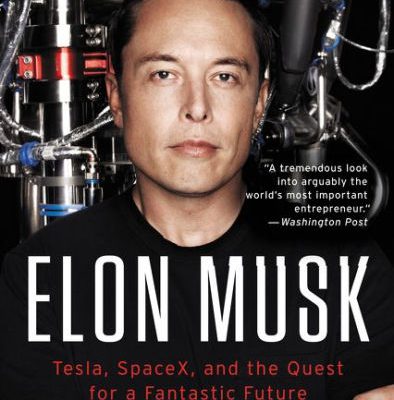 "A tremendous look
into arguably the
world's most important
entrepreneur."
—Washington Post
ELON MUSK
Tesla, SpaceX, and the Quest
for a Fantastic Future